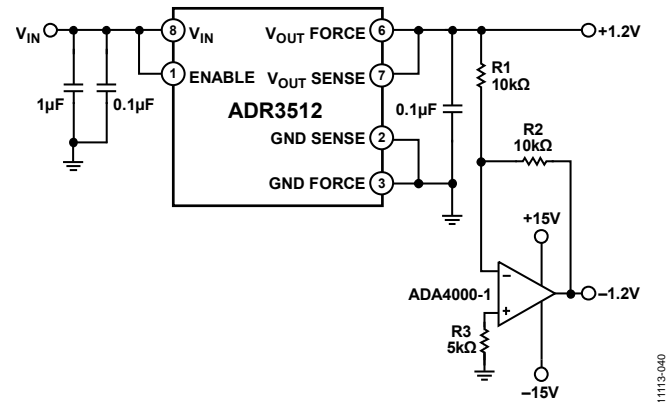 VIN
8
VIN
VOUT FORCE
6
+1.2V
1
ENABLE
VOUT SENSE
7
R1
10kΩ
1µF
0.1µF
ADR3512
0.1µF
GND SENSE
2
R2
10kΩ
GND FORCE
3
+15V
ADA4000-1
−
+
−1.2V
R3
5kΩ
−15V
11113-040